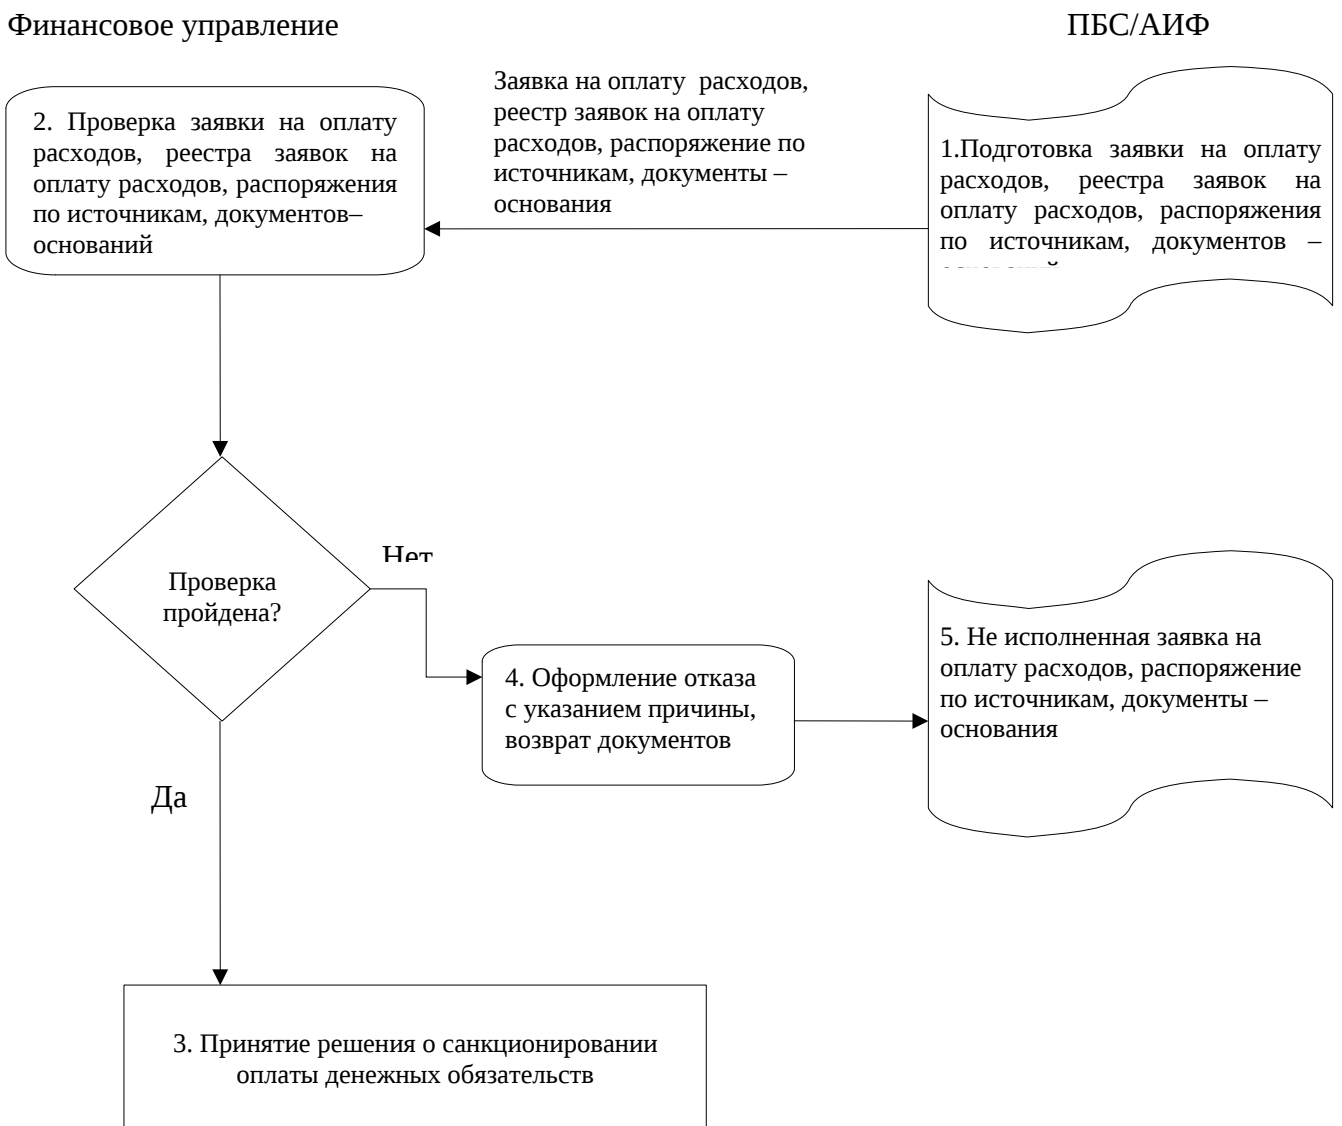 Финансовое управление
ПБС/АИФ
Заявка на оплату расходов,
реестр заявок на оплату
расходов, распоряжение по
источникам, документы –
основания
2. Проверка заявки на оплату
расходов, реестра заявок на
оплату расходов, распоряжения
по источникам, документов–
оснований
1.Подготовка заявки на оплату
расходов, реестра заявок на
оплату расходов, распоряжения
по источникам, документов –
Нет
Проверка
пройдена?
4. Оформление отказа
с указанием причины,
возврат документов
5. Не исполненная заявка на
оплату расходов, распоряжение
по источникам, документы –
основания
Да
3. Принятие решения о санкционировании
оплаты денежных обязательств